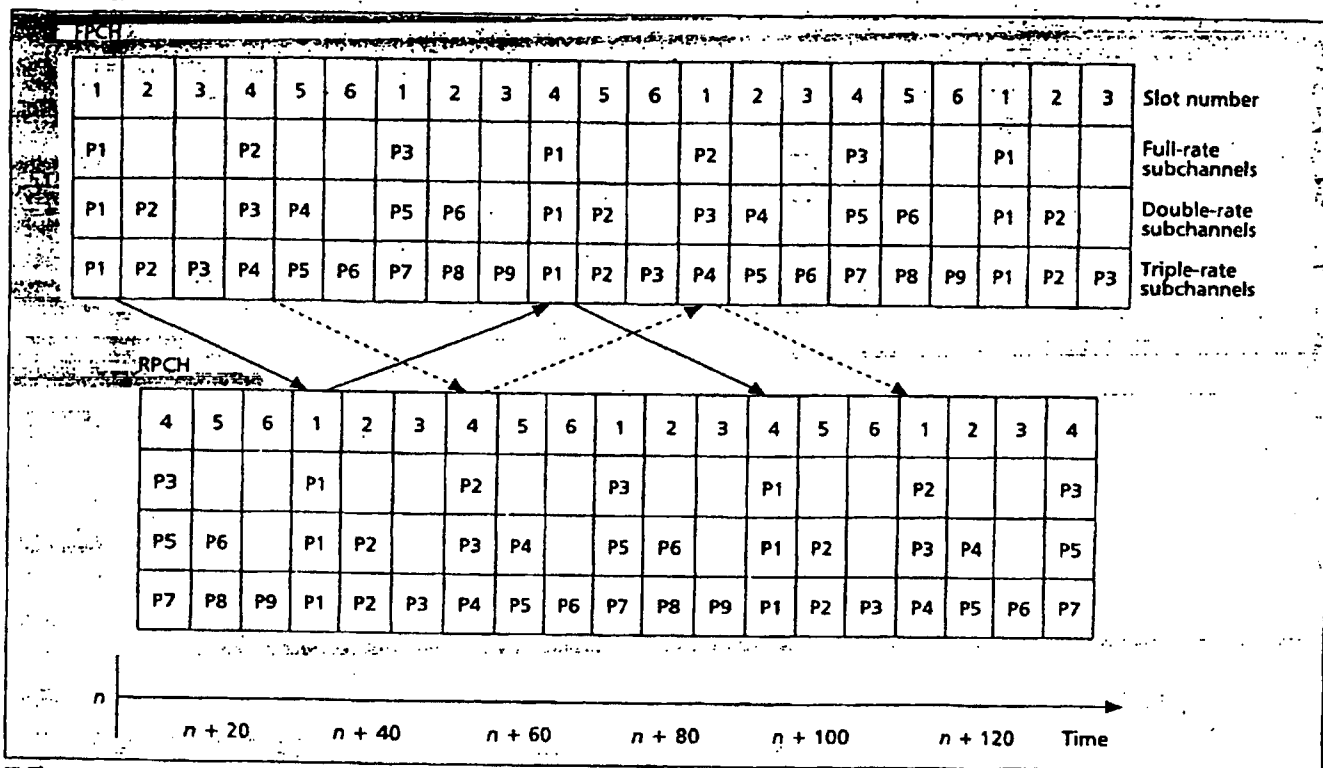 FPCH
1 2 3 4 5 6 1 2 3 4 5 6 1 2 3 4 5 6 1 2 3 Slot number
P1 P2 P3 P1 P2 P3 P1 Full-rate
subchannels
P1 P2 P3 P4 P5 P6 P1 P2 P3 P4 P5 P6 P1 P2 Double-rate
subchannels
P1 P2 P3 P4 P5 P6 P7 P8 P9 P1 P2 P3 P4 P5 P6 P7 P8 P9 P1 P2 P3 Triple-rate
subchannels
RPCH
4 5 6 1 2 3 4 5 6 1 2 3 4 5 6 1 2 3 4
P3 P1 P2 P3 P1 P2 P3
P5 P6 P1 P2 P3 P4 P5 P6 P1 P2 P3 P4 P5
P7 P8 P9 P1 P2 P3 P4 P5 P6 P7 P8 P9 P1 P2 P3 P4 P5 P6 P7
n
n + 20 n + 40 n + 60 n + 80 n + 100 n + 120 Time